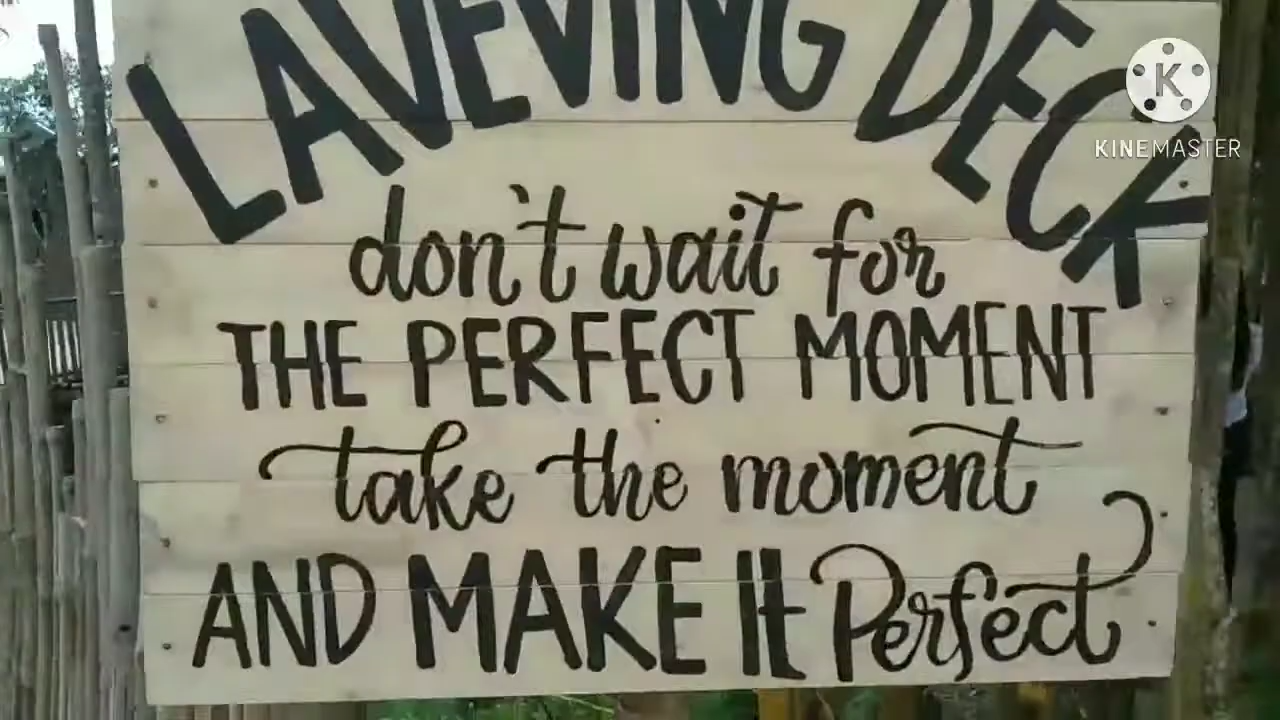 LAVEVING DECK
K
KINEMASTER
don't wait for
THE PERFECT MOMENT
take the moment
AND MAKE It Perfect